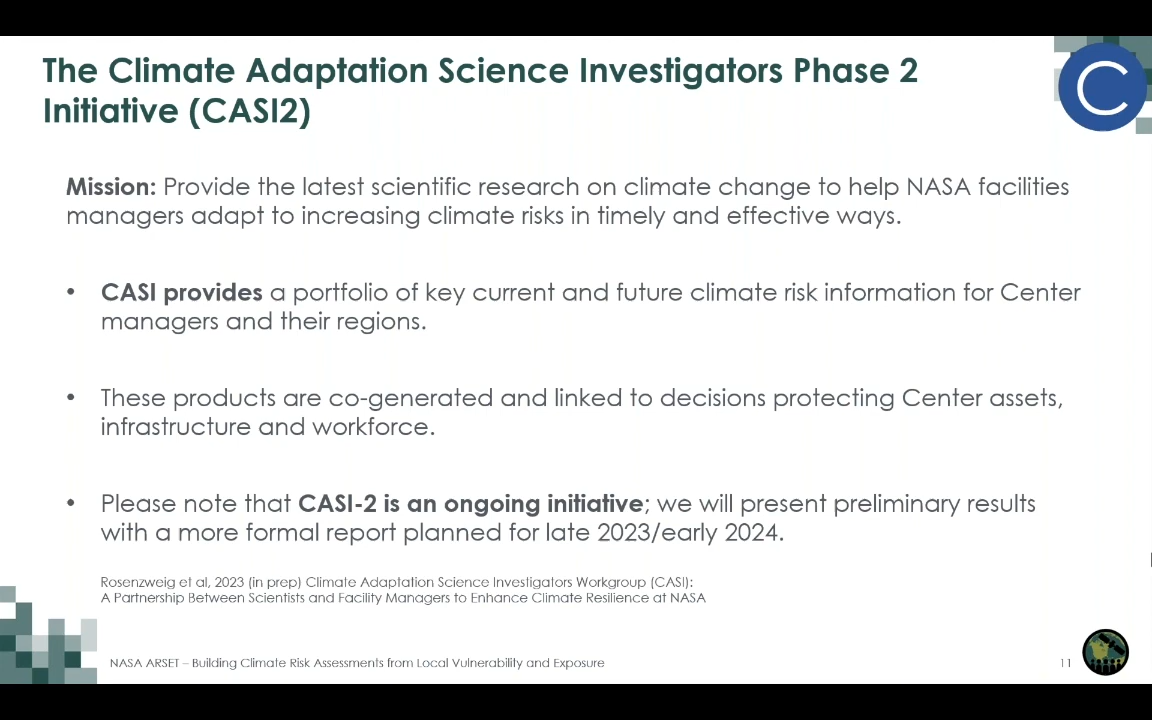 The Climate Adaptation Science Investigators Phase 2
Initiative (CASI2)
C
Mission: Provide the latest scientific research on climate change to help NASA facilities
managers adapt to increasing climate risks in timely and effective ways.
• CASI provides a portfolio of key current and future climate risk information for Center
managers and their regions.
• These products are co-generated and linked to decisions protecting Center assets,
infrastructure and workforce.
• Please note that CASI-2 is an ongoing initiative; we will present preliminary results
with a more formal report planned for late 2023/early 2024.
Rosenzweig et al, 2023 (in prep) Climate Adaptation Science Investigators Workgroup (CASI):
A Partnership Between Scientists and Facility Managers to Enhance Climate Resilience at NASA
NASA ARSET – Building Climate Risk Assessments from Local Vulnerability and Exposure
11